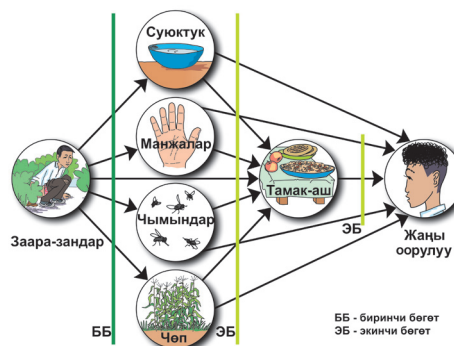 Суюктук
Манжалар
Тамак-аш
Чымындар
Заара-зандар
Жаңы
оорулуу
ЭБ
ББ
ЭБ
Чөп
ББ - биринчи бөгөт
ЭБ - экинчи бөгөт